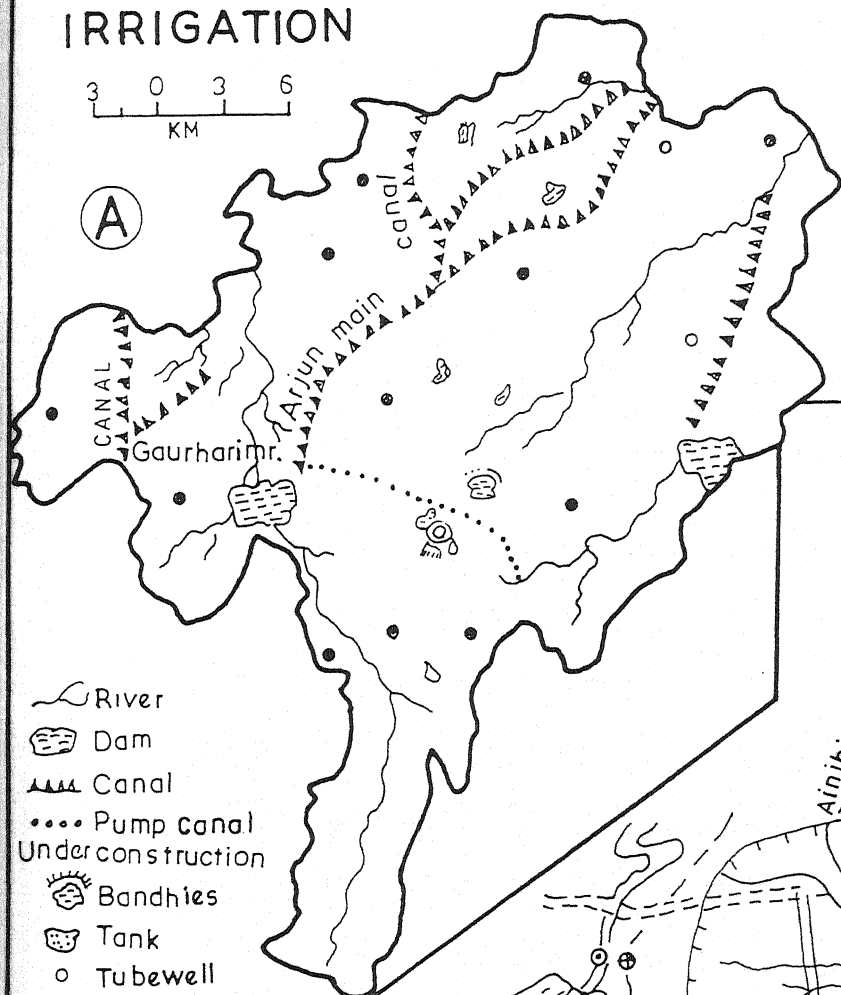 IRRIGATION
3 0 3 6
KM
A
canal
Arjun main
CANAL
Gaurharimr.
River
Dam
Canal
Pump canal
Underconstruction
Bandhies
Tank
Tubewell